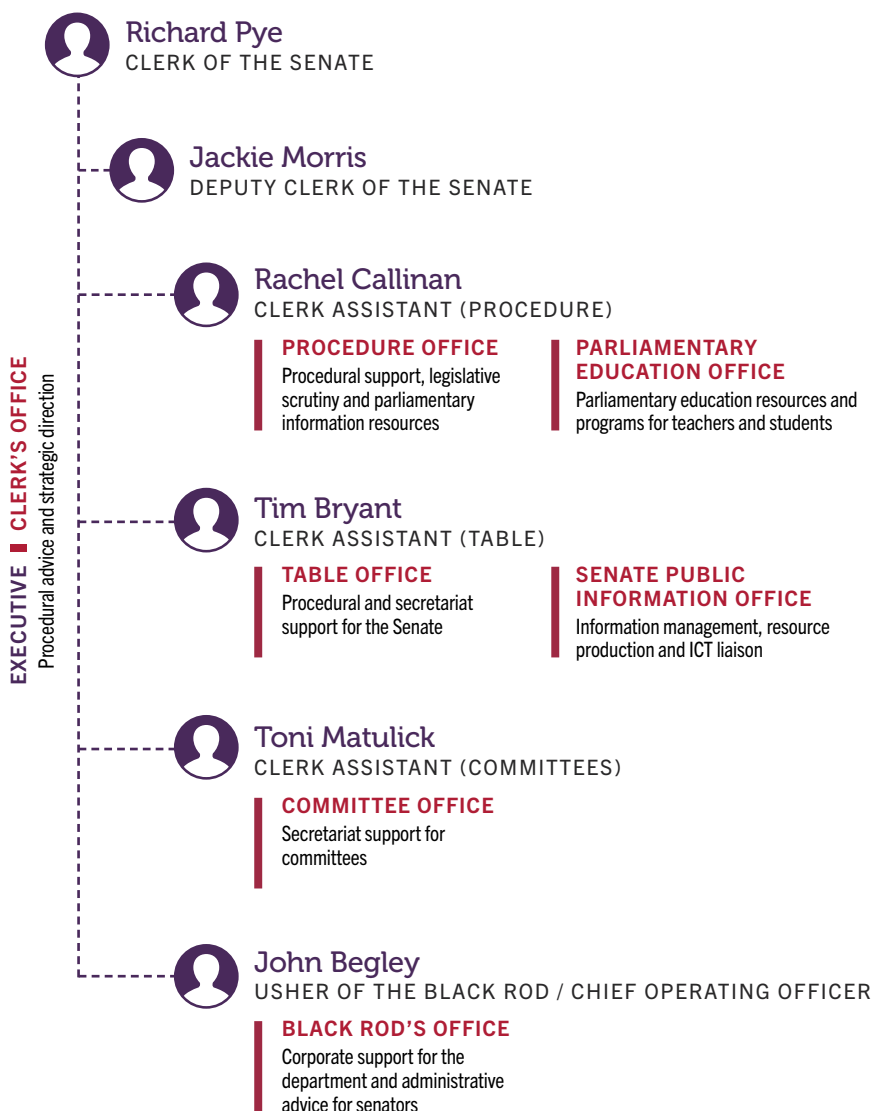 Richard Pye
CLERK OF THE SENATE
Jackie Morris
DEPUTY CLERK OF THE SENATE
Rachel Callinan
CLERK ASSISTANT (PROCEDURE)
PROCEDURE OFFICE
Procedural support, legislative
scrutiny and parliamentary
information resources
PARLIAMENTARY
EDUCATION OFFICE
Parliamentary education resources and
programs for teachers and students
EXECUTIVE CLERK'S OFFICE
Procedural advice and strategic direction
Tim Bryant
CLERK ASSISTANT (TABLE)
TABLE OFFICE
Procedural and secretariat
support for the Senate
SENATE PUBLIC
INFORMATION OFFICE
Information management, resource
production and ICT liaison
Toni Matulick
CLERK ASSISTANT (COMMITTEES)
COMMITTEE OFFICE
Secretariat support for
committees
John Begley
USHER OF THE BLACK ROD / CHIEF OPERATING OFFICER
BLACK ROD'S OFFICE
Corporate support for the
department and administrative
advice for senators